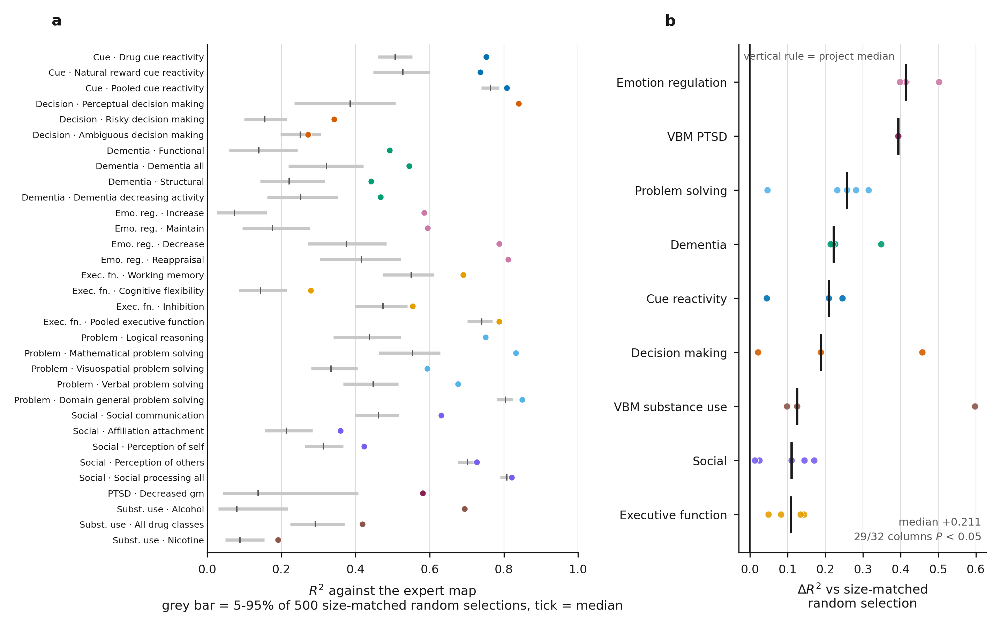 a
Cue · Drug cue reactivity
Cue · Natural reward cue reactivity
Cue · Pooled cue reactivity
Decision · Perceptual decision making
Decision · Risky decision making
Decision · Ambiguous decision making
Dementia · Functional
Dementia · Dementia all
Dementia · Structural
Dementia · Dementia decreasing activity
Emo. reg. · Increase
Emo. reg. · Maintain
Emo. reg. · Decrease
Emo. reg. · Reappraisal
Exec. fn. · Working memory
Exec. fn. · Cognitive flexibility
Exec. fn. · Inhibition
Exec. fn. · Pooled executive function
Problem · Logical reasoning
Problem · Mathematical problem solving
Problem · Visuospatial problem solving
Problem · Verbal problem solving
Problem · Domain general problem solving
Social · Social communication
Social · Affiliation attachment
Social · Perception of self
Social · Perception of others
Social · Social processing all
PTSD · Decreased gm
Subst. use · Alcohol
Subst. use · All drug classes
Subst. use · Nicotine
0.0 0.2 0.4 0.6 0.8 1.0
R² against the expert map
grey bar = 5-95% of 500 size-matched random selections, tick = median
b
vertical rule = project median
Emotion regulation
VBM PTSD
Problem solving
Dementia
Cue reactivity
Decision making
VBM substance use
Social
Executive function
median +0.211
29/32 columns P < 0.05
0.0 0.1 0.2 0.3 0.4 0.5 0.6
ΔR² vs size-matched
random selection